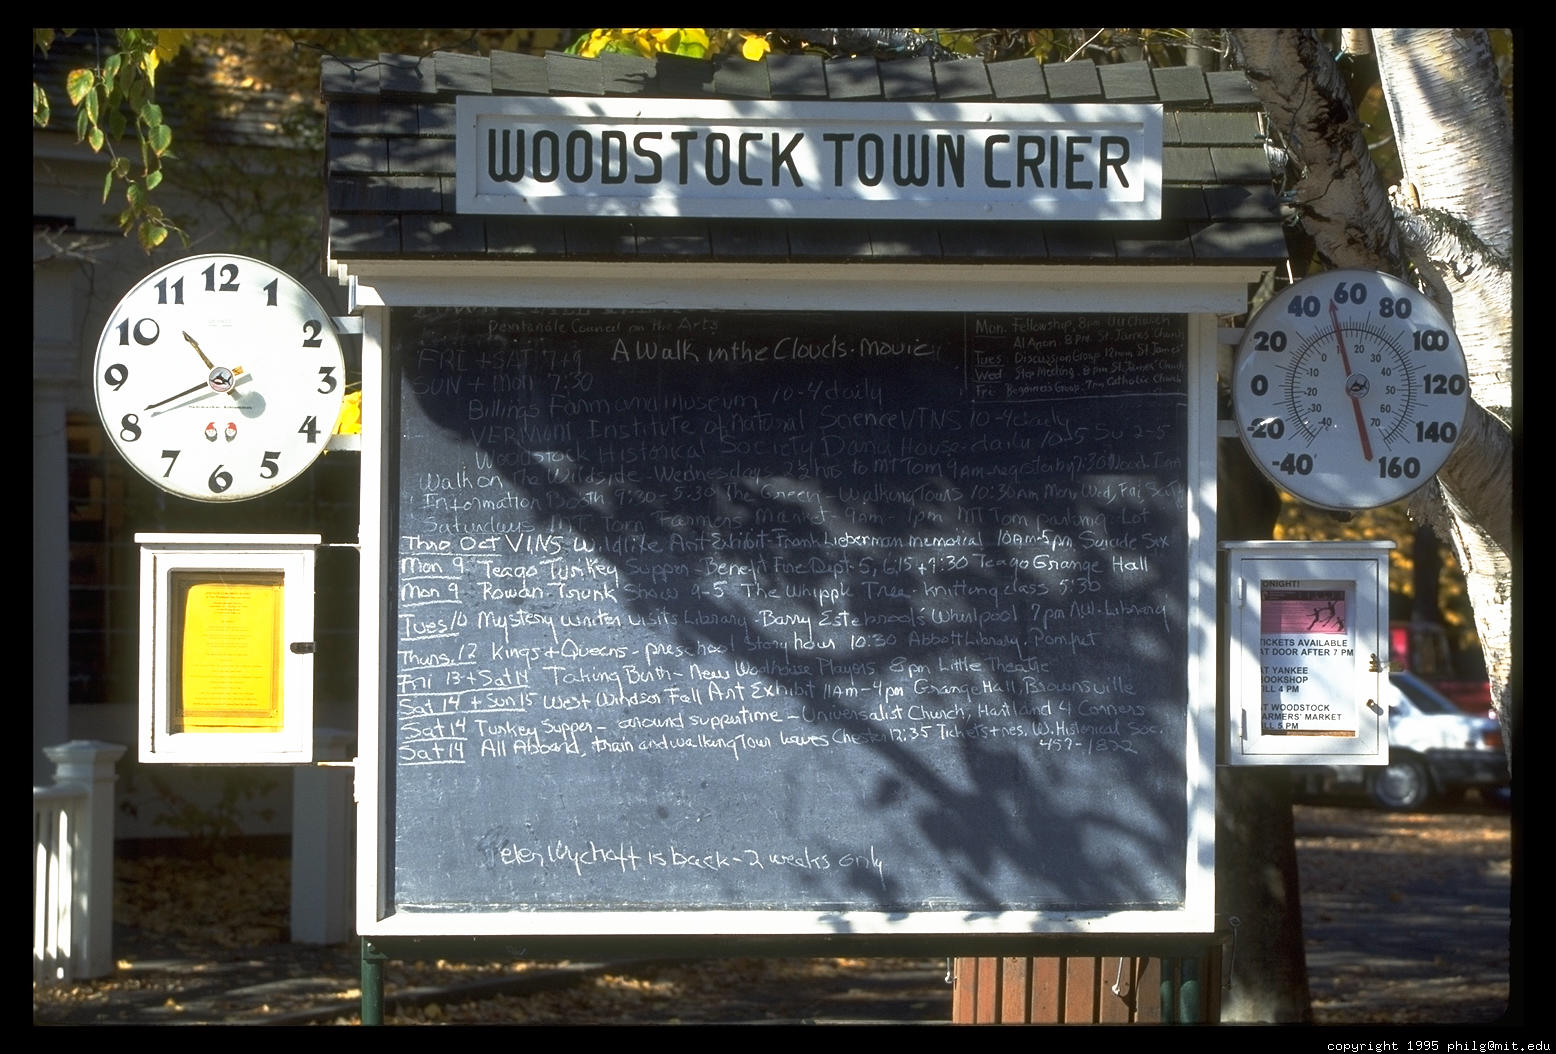 WOODSTOCK TOWN CRIER
12
1
2
3
4
5
6
7
8
9
10
11
Pentangle Council on the Arts
FRI + SAT 7+9
SUN + Mon 7:30
A Walk in the Clouds - Movie
Mon. Fellowship, 8pm UU Church
Al Anon. 8 PM. St. James Church
Tues. Discussion Group 12 noon, St James
Wed Step Meeting. 8 pm St. James' Church
Fri. Beginners Group. 7pm Catholic Church
Billings Farm and Museum 10-4 daily
VERMONT Institute of Natural Science VINS 10-4 daily
Woodstock Historical Society Dana House - daily 10-5 Su 2-5
Walk on The Wildside Wednesdays 2½ hrs to MT Tom 9 Am - register by 7:30 Wood. Inn
Information Booth 9:30-5:30 The Green - Walking Tours 10:30 Am Mon, Wed, Fri, Sat
Saturdays MT Tom Farmers Market - 9am - 1pm MT Tom Parking Lot
Thro Oct VINS Wildlife Art Exhibit - Frank Lieberman memorial 10am-5pm, Suicide Six
Mon 9 Teago Turkey Supper - Benefit Fire Dept. 5, 6:15 + 7:30 Teago Grange Hall
Mon 9 Rowan Trunk Show 9-5 The Whipple Tree - knitting class 5:30
Tues 10 Mystery writer visits Library - Barry Este Whirlpool 7pm N.W. Library
Thurs. 12 Kings + Queens - preschool story hour 10:30 Abbott Library, Pomfret
Fri 13 + Sat 14 Taking Birth - New Woolhouse Players 8pm Little Theatre
Sat 14 + Sun 15 West Windsor Fall Art Exhibit 11Am - 4pm Grange Hall, Brownsville
Sat 14 Turkey Supper - around suppertime - Universalist Church, Hartland 4 Corners
Sat 14 All Aboard, train and walking Tour leaves Chester 12:35 Tickets + res. W. Historical Soc.
457-1822
is back - 2 weeks only
-40
-20
0
20
40
60
80
100
120
140
160
ONIGHT!
TICKETS AVAILABLE
AT DOOR AFTER 7 PM
AT YANKEE
BOOKSHOP
TILL 4 PM
AT WOODSTOCK
FARMERS' MARKET
TILL 5 PM
copyright 1995 philg@mit.edu